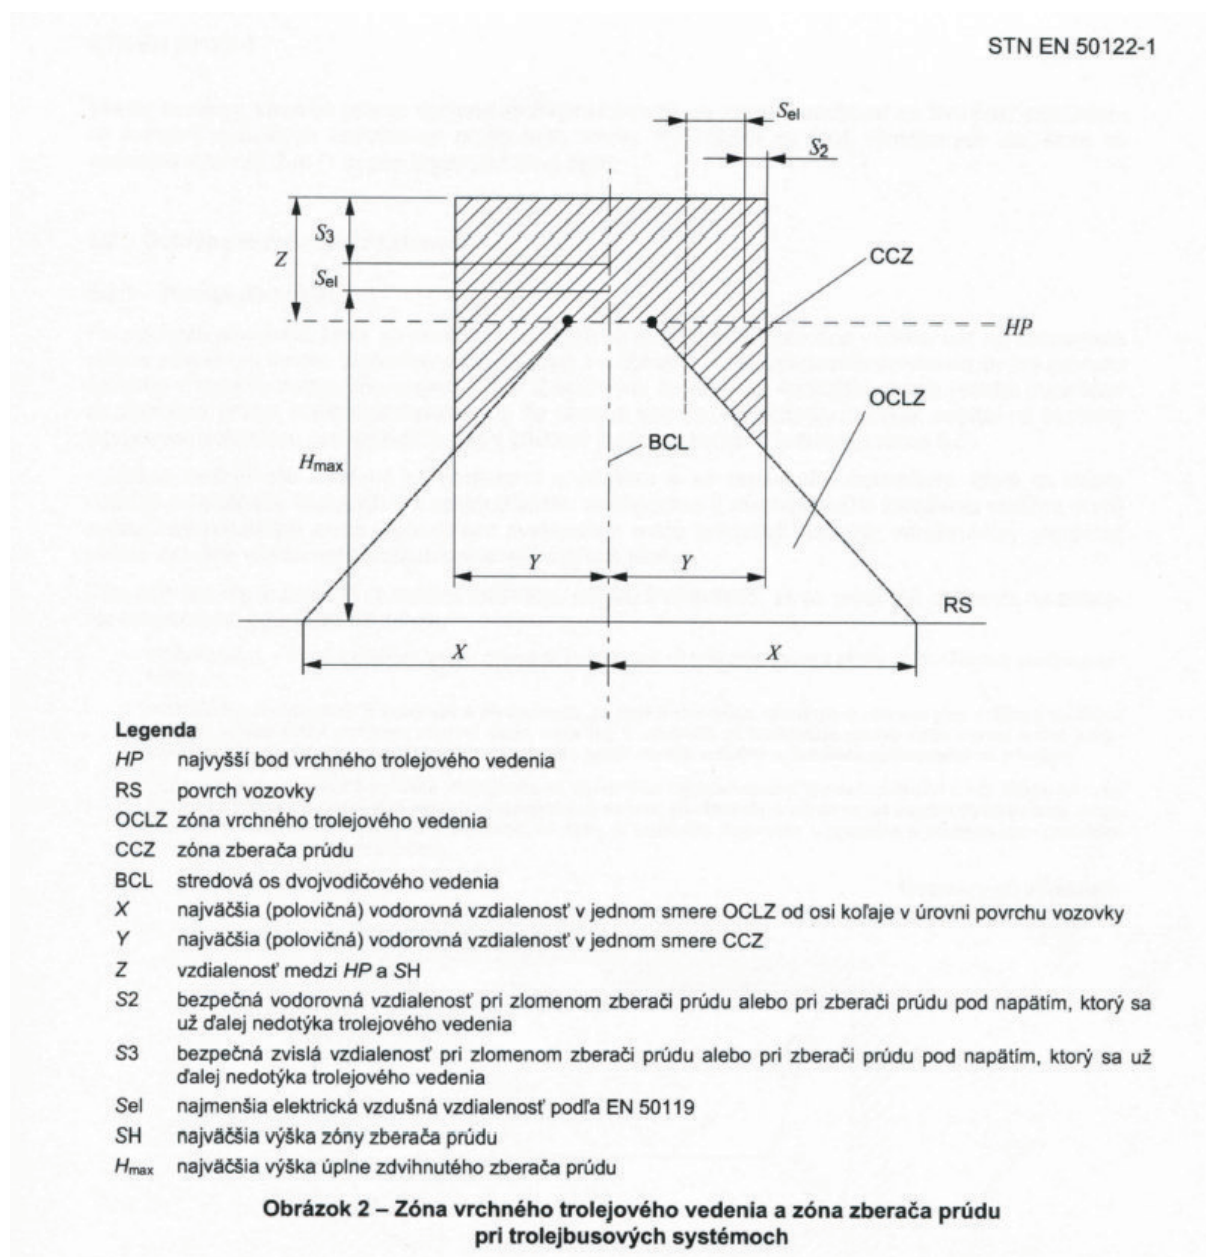 STN EN 50122-1
Sel
S2
S3
Z
Sel
CCZ
HP
OCLZ
BCL
Hmax
Y
Y
RS
X
X
Legenda
HP najvyšší bod vrchného trolejového vedenia
RS povrch vozovky
OCLZ zóna vrchného trolejového vedenia
CCZ zóna zberača prúdu
BCL stredová os dvojvodičového vedenia
X najväčšia (polovičná) vodorovná vzdialenosť v jednom smere OCLZ od osi koľaje v úrovni povrchu vozovky
Y najväčšia (polovičná) vodorovná vzdialenosť v jednom smere CCZ
Z vzdialenosť medzi HP a SH
S2 bezpečná vodorovná vzdialenosť pri zlomenom zberači prúdu alebo pri zberači prúdu pod napätím, ktorý sa
už ďalej nedotýka trolejového vedenia
S3 bezpečná zvislá vzdialenosť pri zlomenom zberači prúdu alebo pri zberači prúdu pod napätím, ktorý sa už
ďalej nedotýka trolejového vedenia
Sel najmenšia elektrická vzdušná vzdialenosť podľa EN 50119
SH najväčšia výška zóny zberača prúdu
Hmax najväčšia výška úplne zdvihnutého zberača prúdu
Obrázok 2 – Zóna vrchného trolejového vedenia a zóna zberača prúdu
pri trolejbusových systémoch